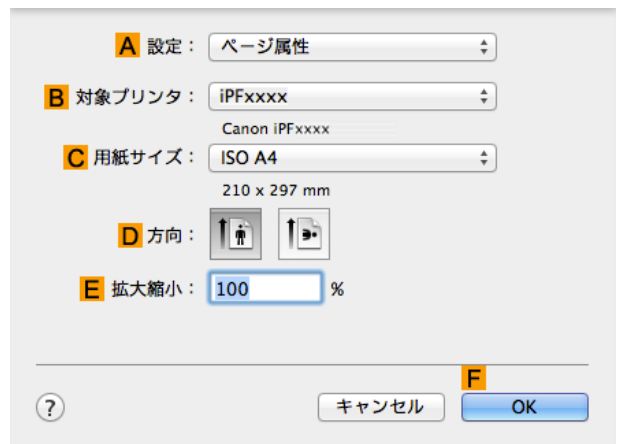 A 設定： ページ属性
B 対象プリンタ： iPFxxxx
Canon iPFxxxx
C 用紙サイズ： ISO A4
210 x 297 mm
D 方向：
E 拡大縮小： 100 %
F
? キャンセル OK